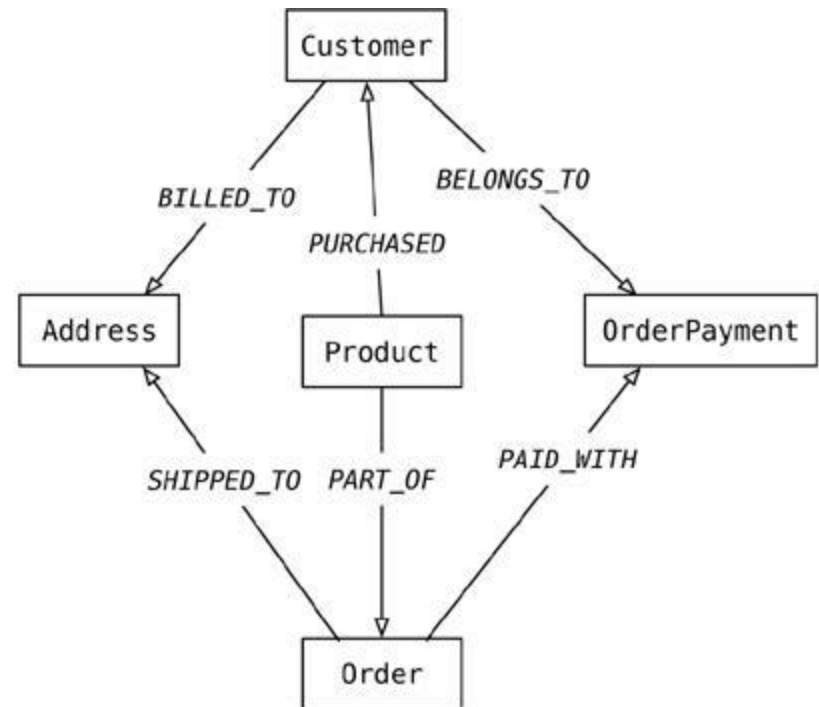 Customer
BILLED_TO
BELONGS_TO
PURCHASED
Address
Product
OrderPayment
SHIPPED_TO
PART_OF
PAID_WITH
Order